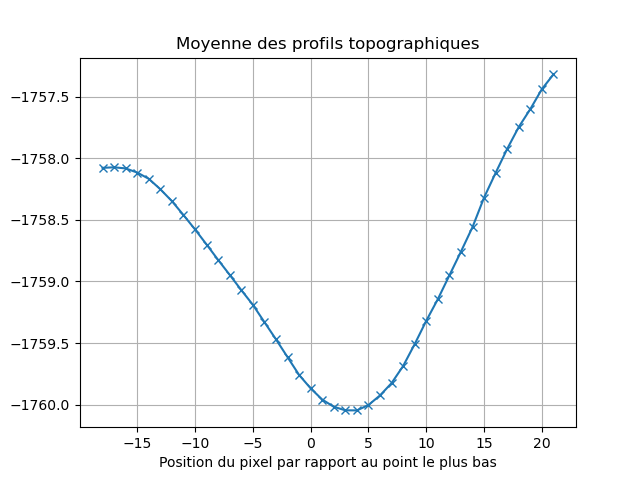 Moyenne des profils topographiques
−1757.5
−1758.0
−1758.5
−1759.0
−1759.5
−1760.0
−15 −10 −5 0 5 10 15 20
Position du pixel par rapport au point le plus bas